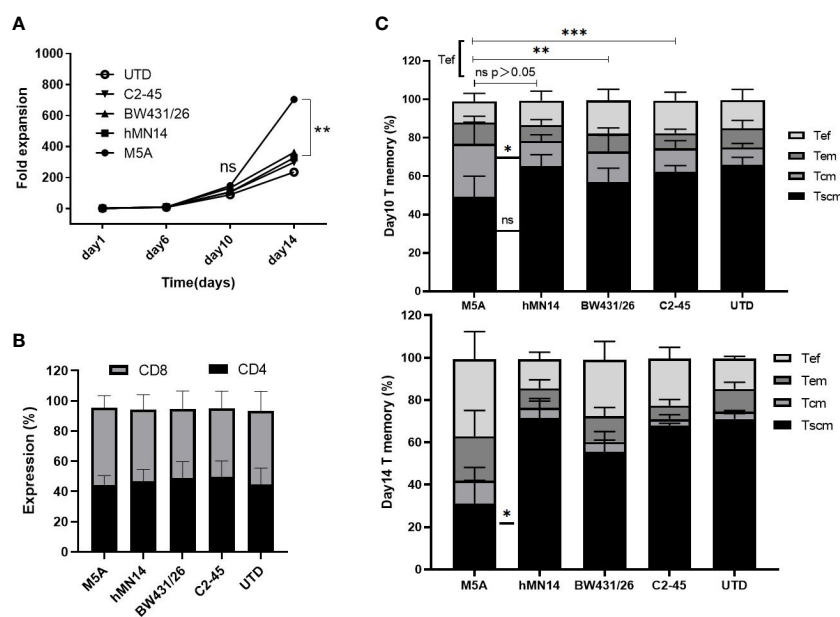 A
1000
800
600
400
200
0
Fold expansion
UTD
C2-45
BW431/26
hMN14
M5A
ns
**
day1
day6
day10
day14
Time(days)
B
CD8
CD4
120
100
80
60
40
20
0
Expression (%)
M5A
hMN14
BW431/26
C2-45
UTD
C
***
**
Tef
ns p>0.05
120
100
80
60
40
20
0
Day10 T memory (%)
*
ns
Tef
Em
Tcm
Tscm
M5A
hMN14
BW431/26
C2-45
UTD
120
100
80
60
40
20
0
Day14 T memory (%)
*
Tef
Tem
Tcm
Tscm
M5A
hMN14
BW431/26
C2-45
UTD